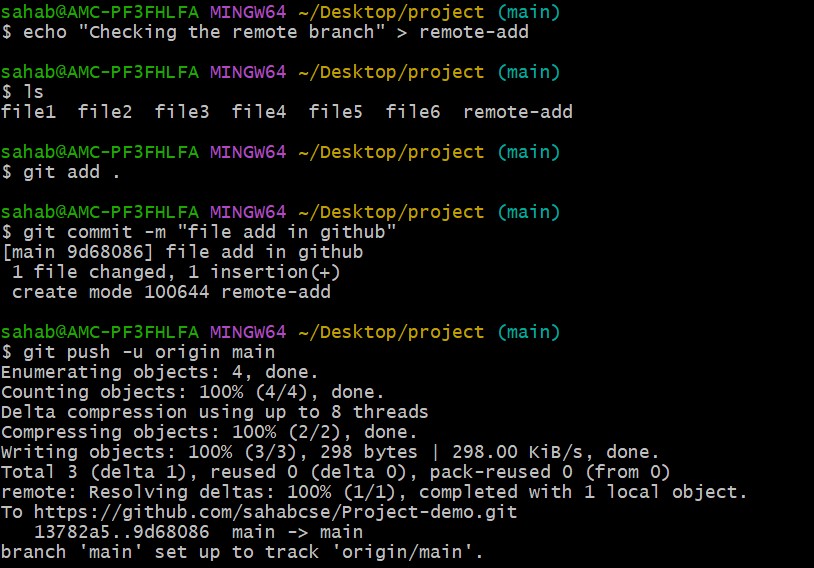 sahab@AMC-PF3FHLFA MINGW64 ~/Desktop/project (main)
$ echo "Checking the remote branch" > remote-add
sahab@AMC-PF3FHLFA MINGW64 ~/Desktop/project (main)
$ ls
file1  file2  file3  file4  file5  file6  remote-add
sahab@AMC-PF3FHLFA MINGW64 ~/Desktop/project (main)
$ git add .
sahab@AMC-PF3FHLFA MINGW64 ~/Desktop/project (main)
$ git commit -m "file add in github"
[main 9d68086] file add in github
 1 file changed, 1 insertion(+)
 create mode 100644 remote-add
sahab@AMC-PF3FHLFA MINGW64 ~/Desktop/project (main)
$ git push -u origin main
Enumerating objects: 4, done.
Counting objects: 100% (4/4), done.
Delta compression using up to 8 threads
Compressing objects: 100% (2/2), done.
Writing objects: 100% (3/3), 298 bytes | 298.00 KiB/s, done.
Total 3 (delta 1), reused 0 (delta 0), pack-reused 0 (from 0)
remote: Resolving deltas: 100% (1/1), completed with 1 local object.
To https://github.com/sahabcse/Project-demo.git
   13782a5..9d68086  main -> main
branch 'main' set up to track 'origin/main'.